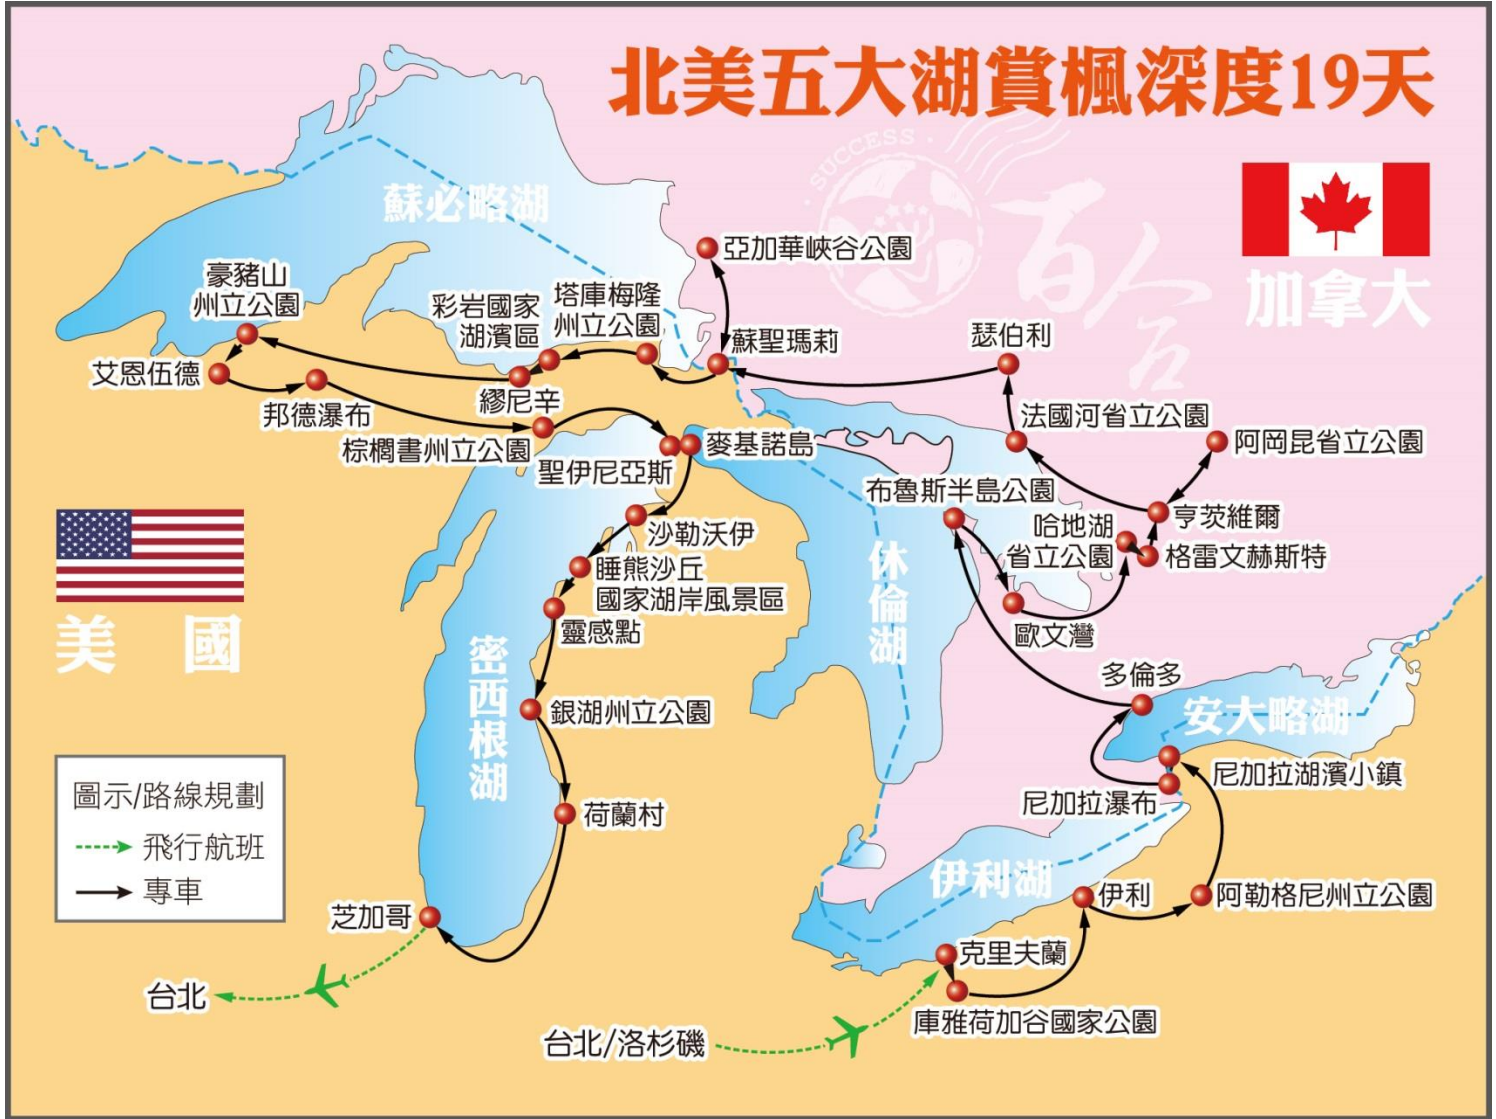 北美五大湖賞楓深度19天
SUCCESS
百合
加拿大
蘇必略湖
亞加華峽谷公園
豪豬山
州立公園
彩岩國家
湖濱區
塔庫梅隆
州立公園
蘇聖瑪莉
瑟伯利
艾恩伍德
邦德瀑布
繆尼辛
棕櫚書州立公園
聖伊尼亞斯
麥基諾島
法國河省立公園
阿岡昆省立公園
布魯斯半島公園
哈地湖
省立公園
亨茨維爾
格雷文赫斯特
歐文灣
沙勒沃伊
睡熊沙丘
國家湖岸風景區
靈感點
休倫湖
美國
密西根湖
銀湖州立公園
多倫多
安大略湖
尼加拉湖濱小鎮
尼加拉瀑布
荷蘭村
圖示/路線規劃
飛行航班
專車
伊利湖
伊利
阿勒格尼州立公園
芝加哥
克里夫蘭
庫雅荷加谷國家公園
台北
台北/洛杉磯